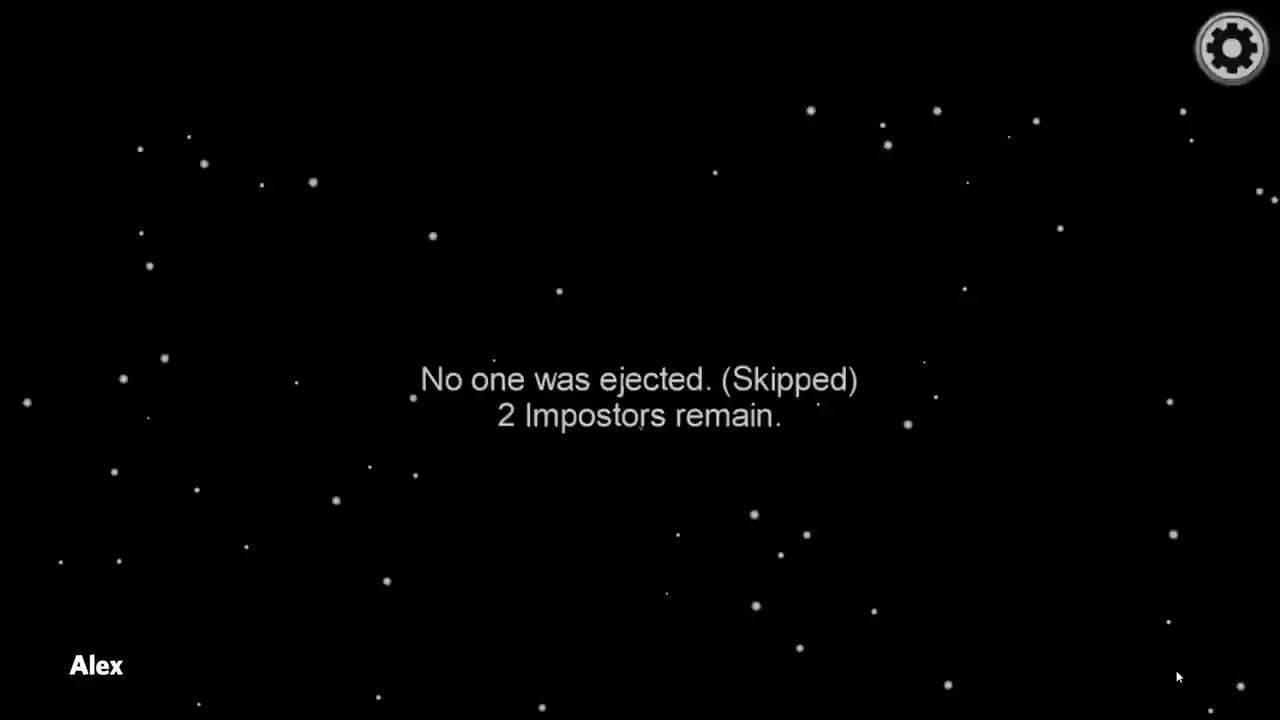 No one was ejected. (Skipped)
2 Impostors remain.
Alex